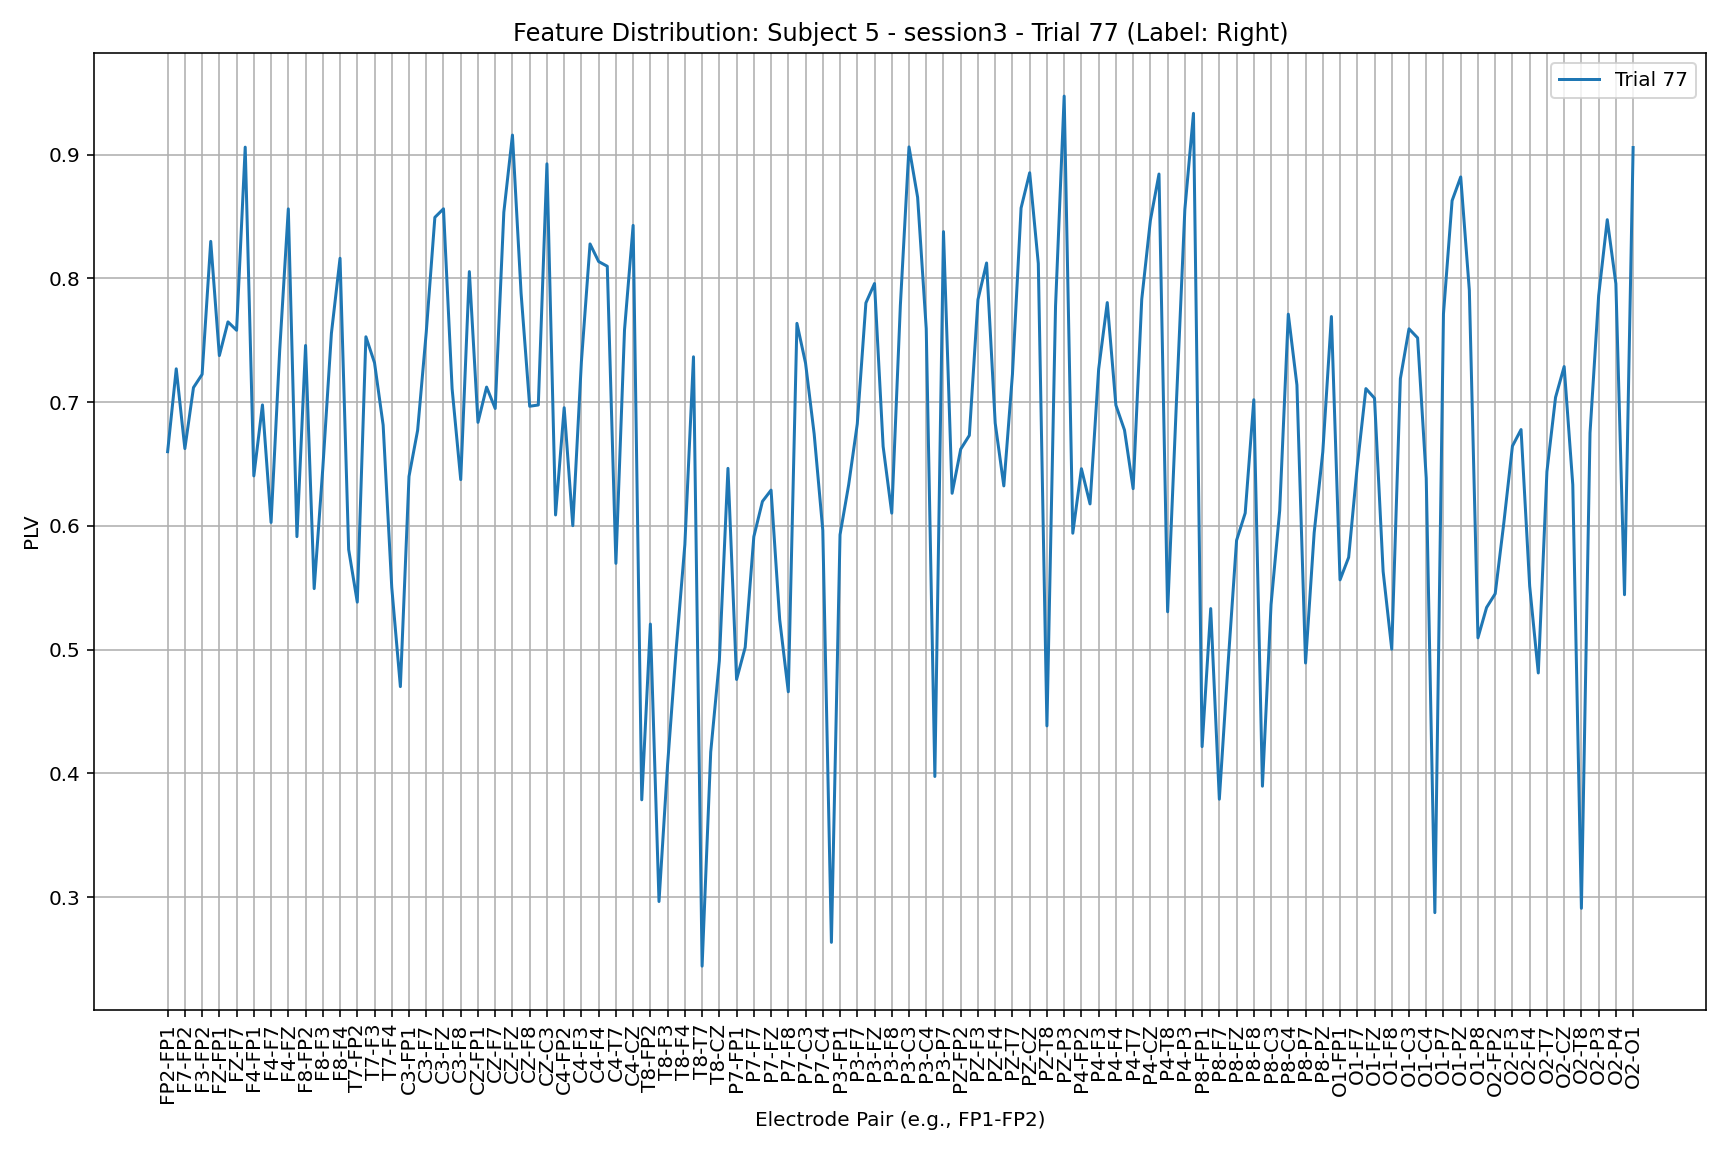 Feature Distribution: Subject 5 - session3 - Trial 77 (Label: Right)
Trial 77
PLV
0.9
0.8
0.7
0.6
0.5
0.4
0.3
FP2-FP1
F7-FP2
F3-FP2
FZ-FP1
FZ-F7
F4-FP1
F4-F7
F4-FZ
F8-FP2
F8-F3
F8-F4
T7-FP2
T7-F3
T7-F4
C3-FP1
C3-F7
C3-FZ
C3-F8
CZ-FP1
CZ-F7
CZ-FZ
CZ-F8
CZ-C3
C4-FP2
C4-F3
C4-F4
C4-T7
C4-CZ
T8-FP2
T8-F3
T8-F4
T8-T7
T8-CZ
P7-FP1
P7-F7
P7-FZ
P7-F8
P7-C3
P7-C4
P3-FP1
P3-F7
P3-FZ
P3-F8
P3-C3
P3-C4
P3-P7
PZ-FP2
PZ-F3
PZ-F4
PZ-T7
PZ-CZ
PZ-T8
PZ-P3
P4-FP2
P4-F3
P4-F4
P4-T7
P4-CZ
P4-T8
P4-P3
P8-FP1
P8-F7
P8-FZ
P8-F8
P8-C3
P8-C4
P8-P7
P8-PZ
O1-FP1
O1-F7
O1-FZ
O1-F8
O1-C3
O1-C4
O1-P7
O1-PZ
O1-P8
O2-FP2
O2-F3
O2-F4
O2-T7
O2-CZ
O2-T8
O2-P3
O2-P4
O2-O1
Electrode Pair (e.g., FP1-FP2)